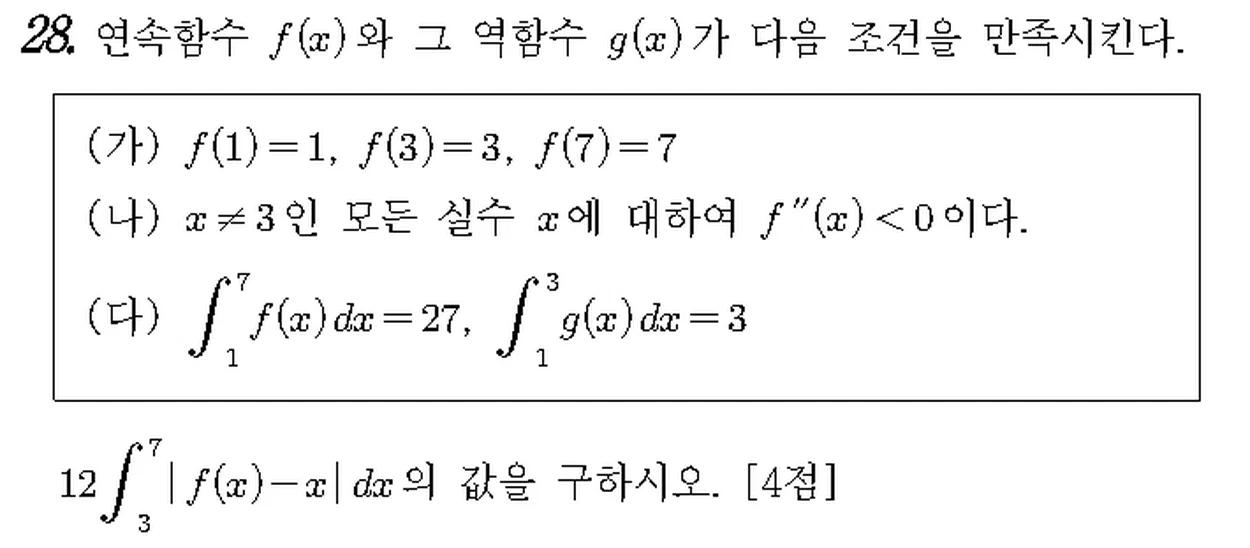 28. 연속함수 f(x)와 그 역함수 g(x)가 다음 조건을 만족시킨다.
(가) f(1)=1, f(3)=3, f(7)=7
(나) x≠3인 모든 실수 x에 대하여 f″(x)<0이다.
(다) ∫₁⁷ f(x)dx=27, ∫₁³ g(x)dx=3
12∫₃⁷ |f(x)-x|dx의 값을 구하시오. [4점]